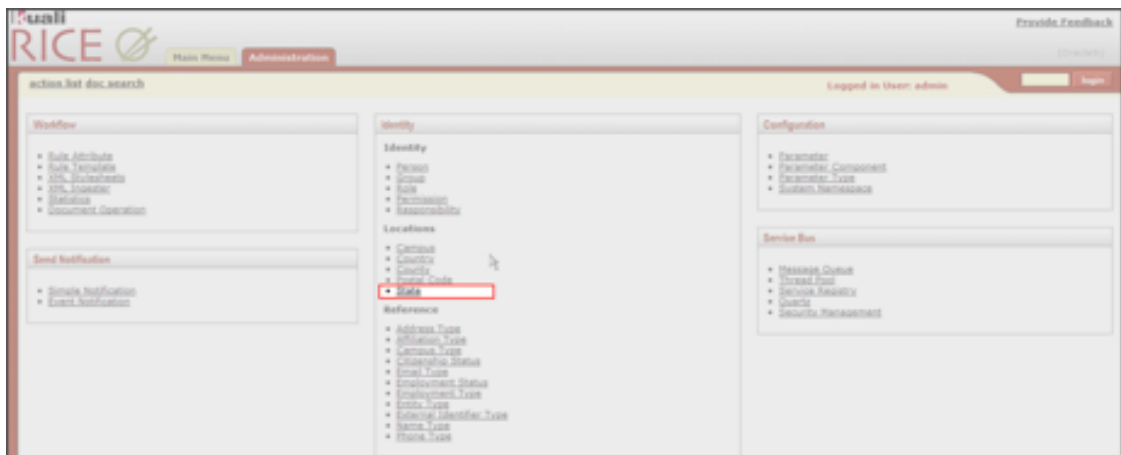 Kuali
RICE
Provide Feedback
Main Menu
Administration
action list doc search
Logged in User: admin
login
Workflow
Rule Attribute
Rule Template
XML Stylesheets
XML Ingester
Statistics
Document Operation
Send Notification
Simple Notification
Event Notification
Identity
Identity
Person
Group
Role
Permission
Responsibility
Locations
Campus
Country
County
Postal Code
State
Reference
Address Type
Affiliation Type
Campus Type
Citizenship Status
Email Type
Employment Status
Employment Type
Entity Type
External Identifier Type
Name Type
Phone Type
Configuration
Parameter
Parameter Component
Parameter Type
System Namespace
Service Bus
Message Queue
Thread Pool
Service Registry
Quartz
Security Management